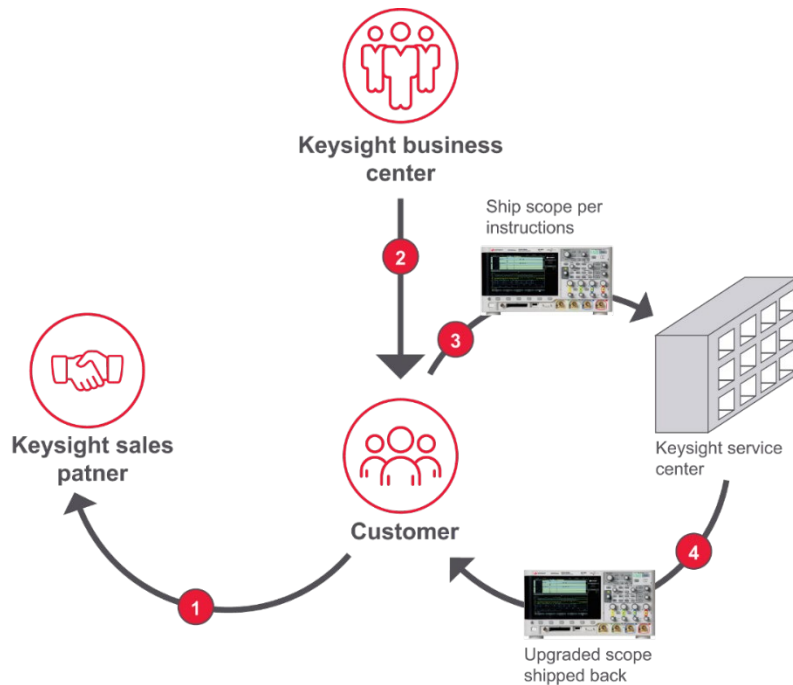 Keysight business
center
2
Ship scope per
instructions
3
Keysight sales
patner
Customer
Keysight service
center
1
4
Upgraded scope
shipped back